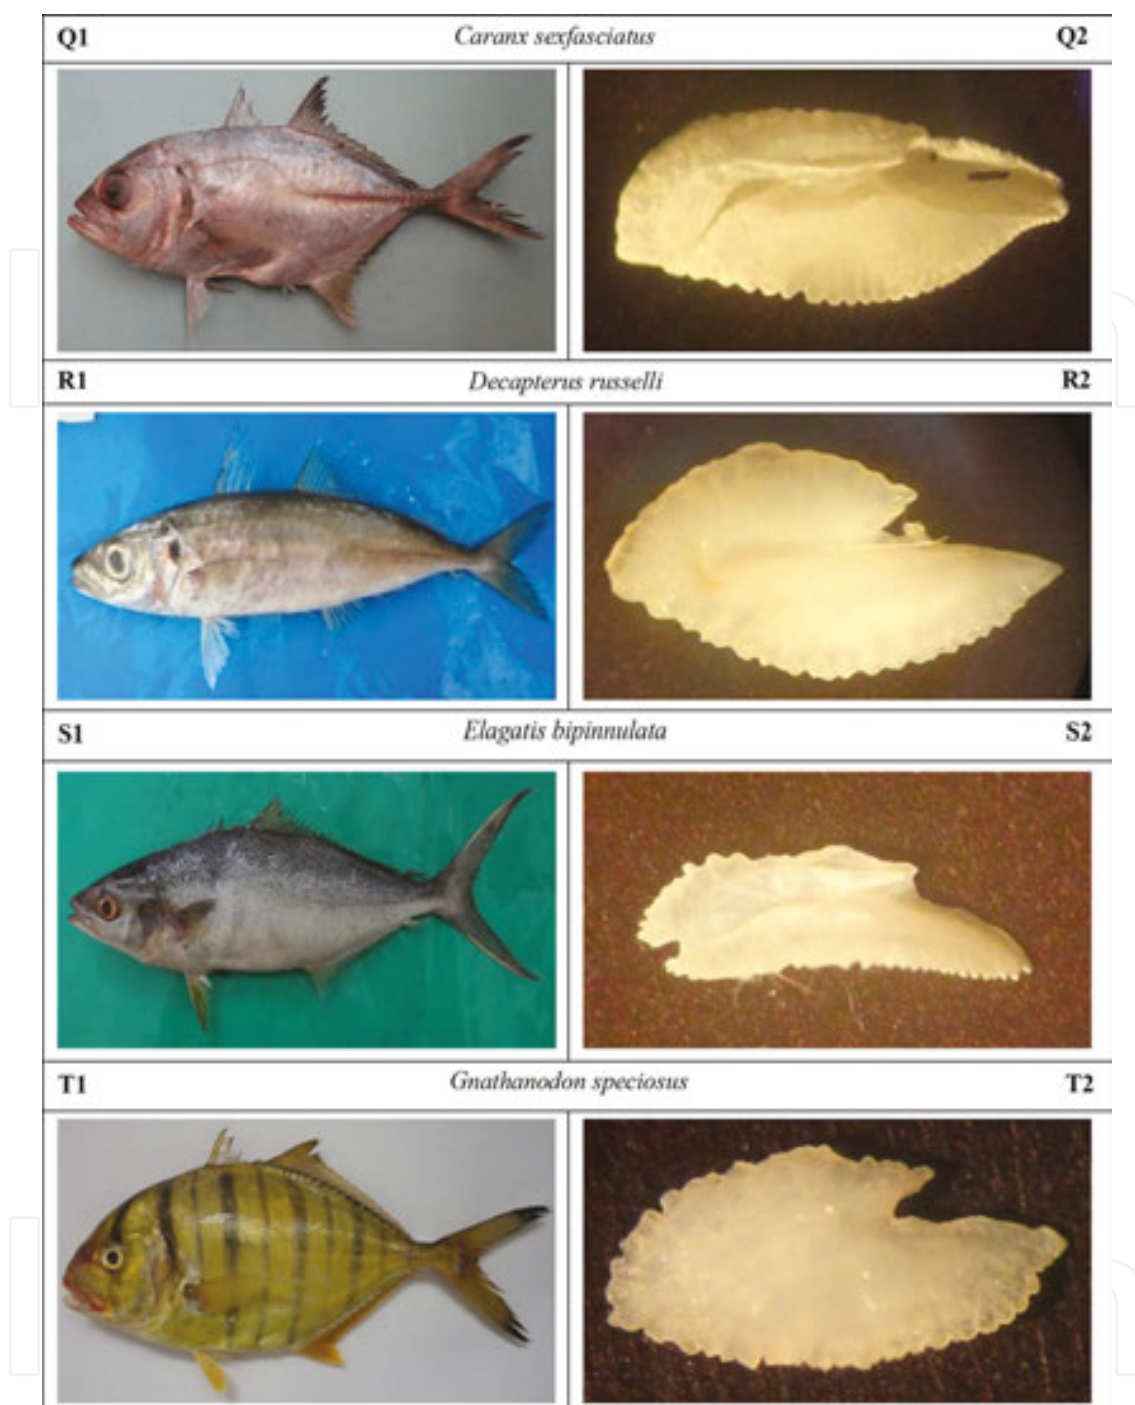 Q1 Caranx sexfasciatus Q2
R1 Decapterus russelli R2
S1 Elagatis bipinnulata S2
T1 Gnathanodon speciosus T2